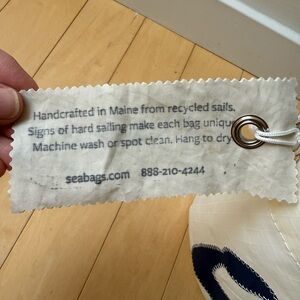 Handcrafted in Maine from recycled sails.
Signs of hard sailing make each bag unique
Machine wash or spot clean. Hang to dry
seabags.com 888-210-4244